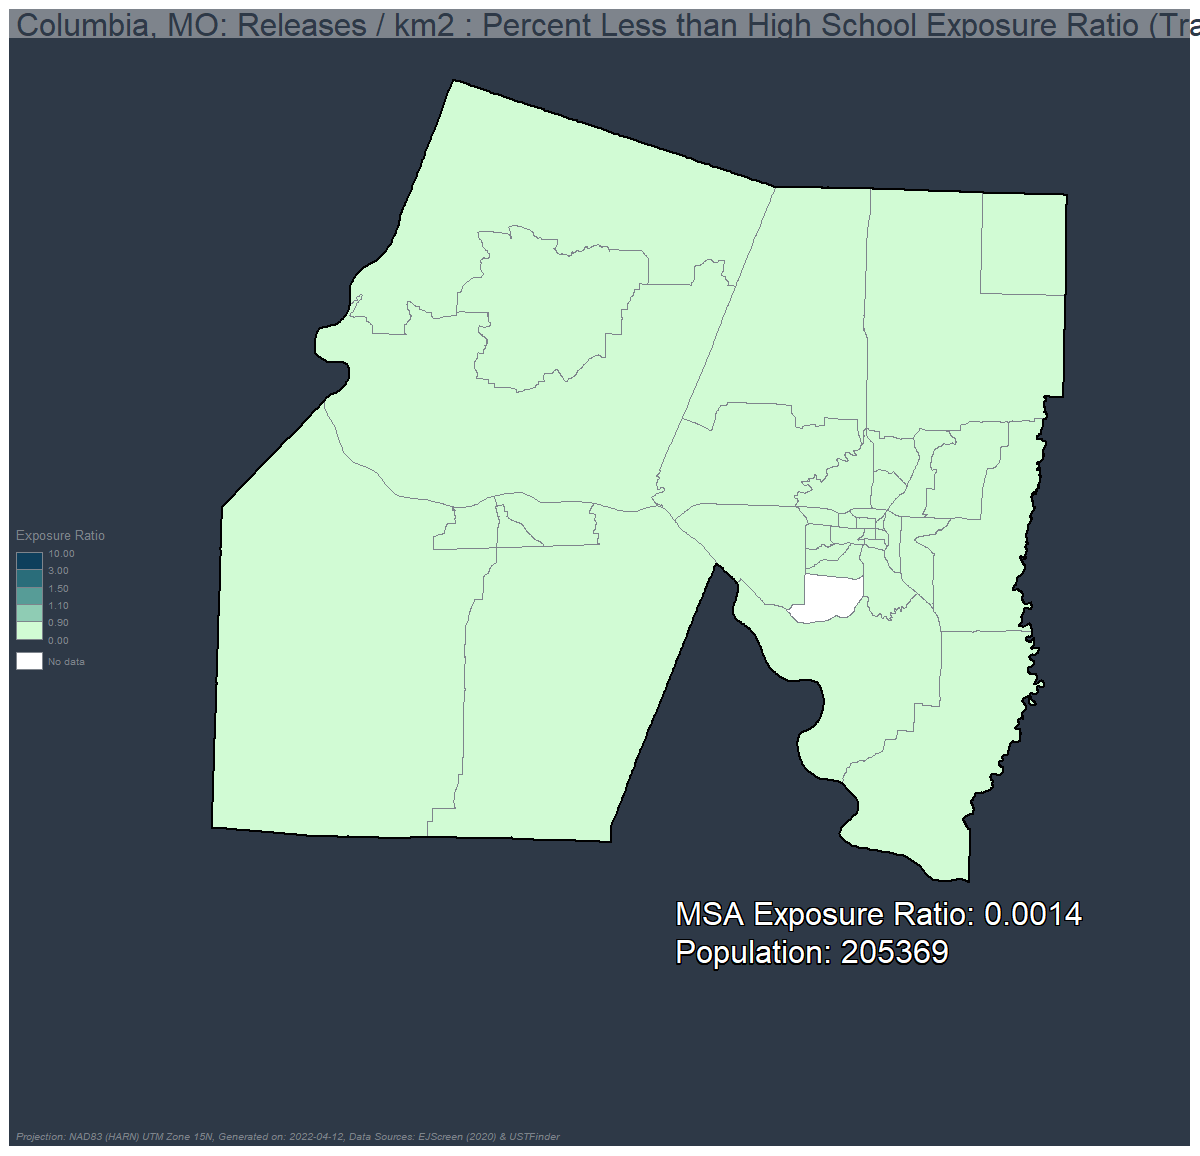 Columbia, MO: Releases / km2 : Percent Less than High School Exposure Ratio (Tra
Exposure Ratio
10.00
3.00
1.50
1.10
0.90
0.00
No data
MSA Exposure Ratio: 0.0014
Population: 205369
Projection: NAD83 (HARN) UTM Zone 15N, Generated on: 2022-04-12, Data Sources: EJScreen (2020) & USTFinder